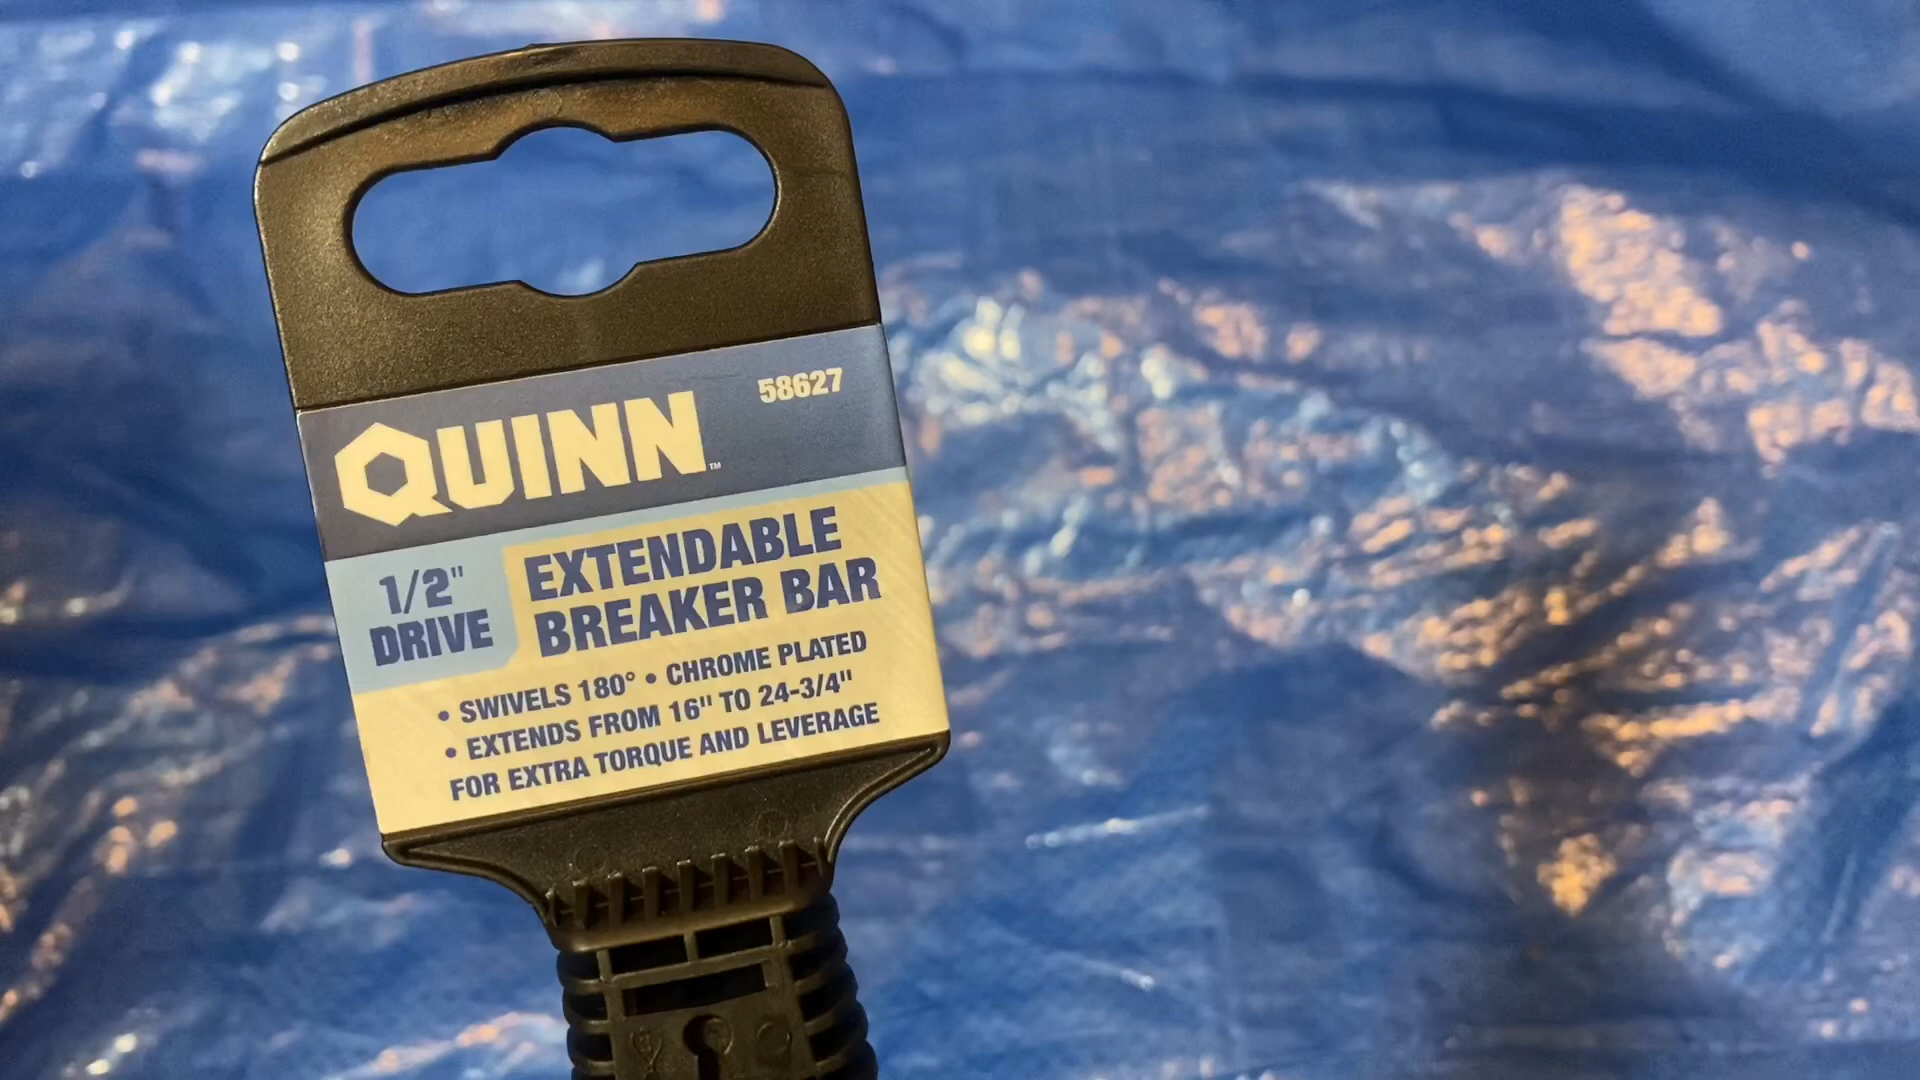 QUINN™ 58627
1/2"
DRIVE
EXTENDABLE
BREAKER BAR
• SWIVELS 180° • CHROME PLATED
• EXTENDS FROM 16" TO 24-3/4"
FOR EXTRA TORQUE AND LEVERAGE